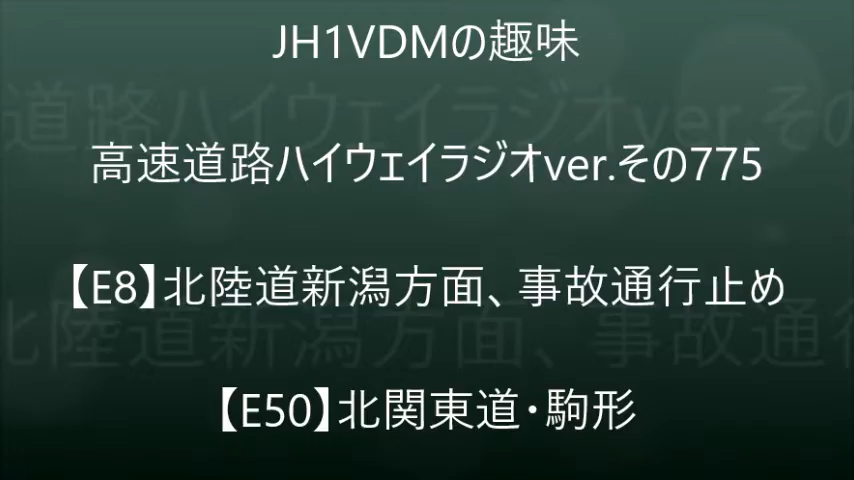 JH1VDMの趣味
高速道路ハイウェイラジオver.その775
【E8】北陸道新潟方面、事故通行止め
【E50】北関東道・駒形